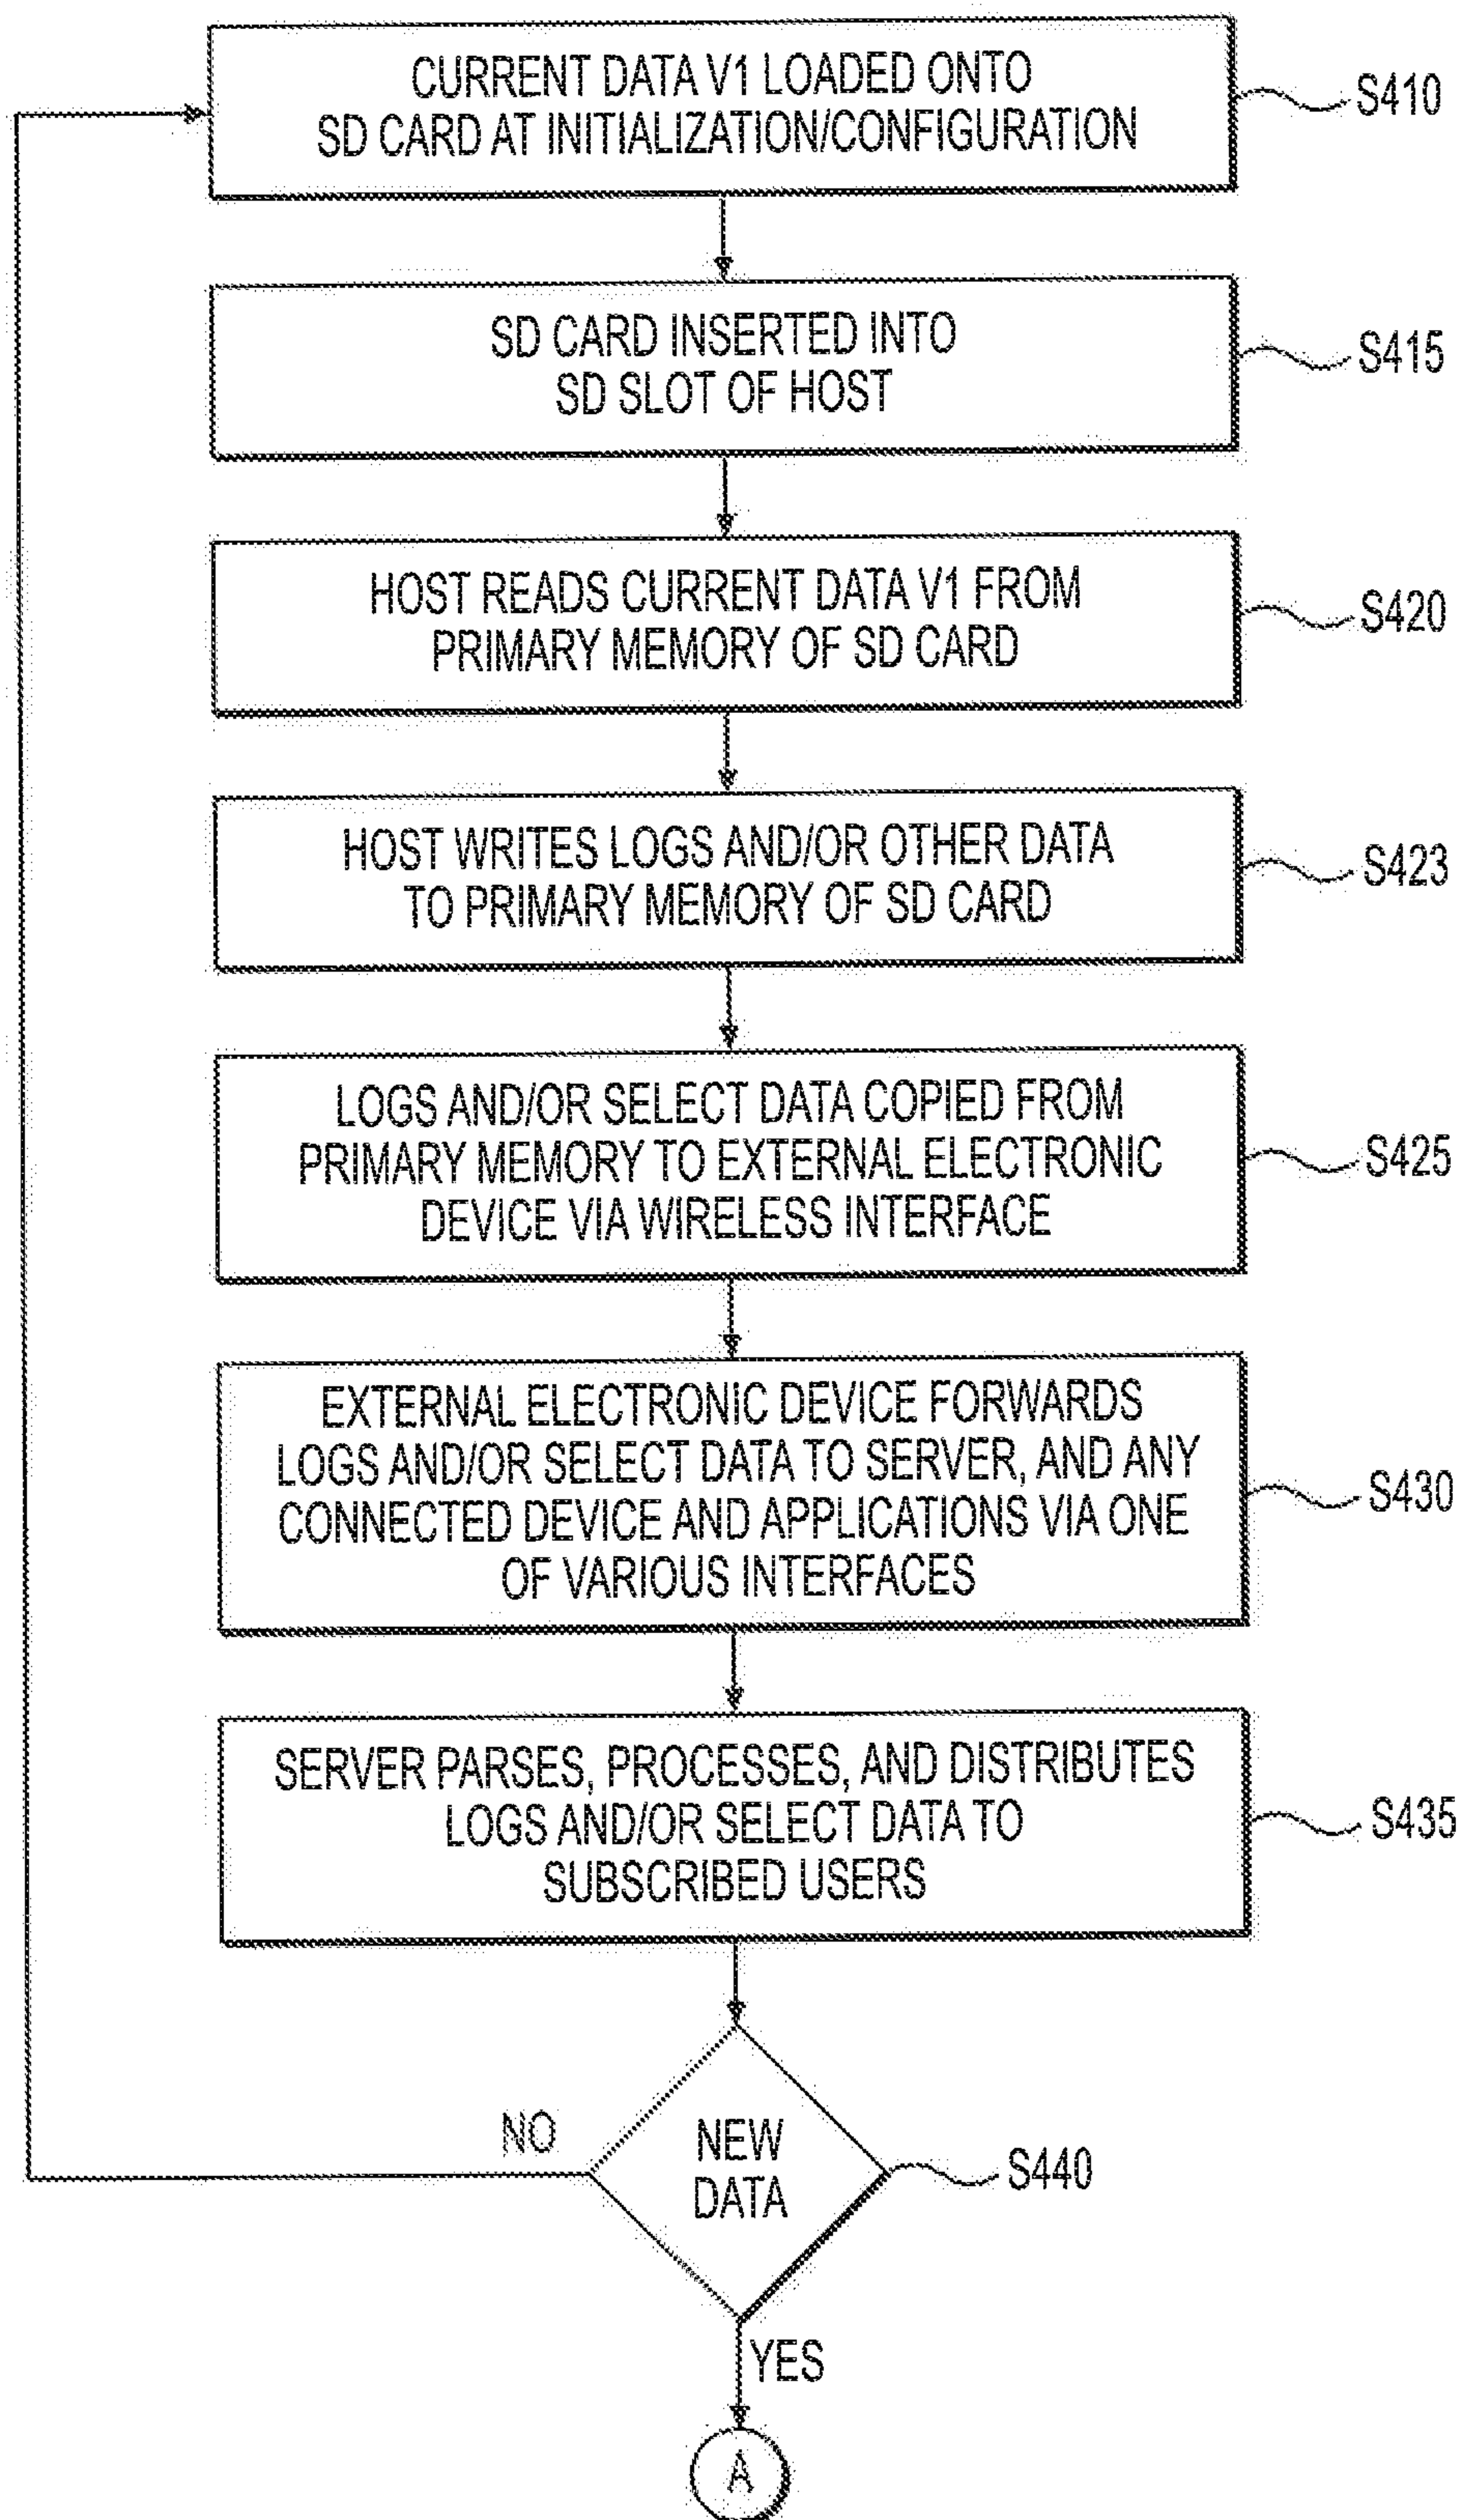 CURRENT DATA V1 LOADED ONTO
SD CARD AT INITIALIZATION/CONFIGURATION
S410
SD CARD INSERTED INTO
SD SLOT OF HOST
S415
HOST READS CURRENT DATA V1 FROM
PRIMARY MEMORY OF SD CARD
S420
HOST WRITES LOGS AND/OR OTHER DATA
TO PRIMARY MEMORY OF SD CARD
S423
LOGS AND/OR SELECT DATA COPIED FROM
PRIMARY MEMORY TO EXTERNAL ELECTRONIC
DEVICE VIA WIRELESS INTERFACE
S425
EXTERNAL ELECTRONIC DEVICE FORWARDS
LOGS AND/OR SELECT DATA TO SERVER, AND ANY
CONNECTED DEVICE AND APPLICATIONS VIA ONE
OF VARIOUS INTERFACES
S430
SERVER PARSES, PROCESSES, AND DISTRIBUTES
LOGS AND/OR SELECT DATA TO
SUBSCRIBED USERS
S435
NO
NEW
DATA
S440
YES
A